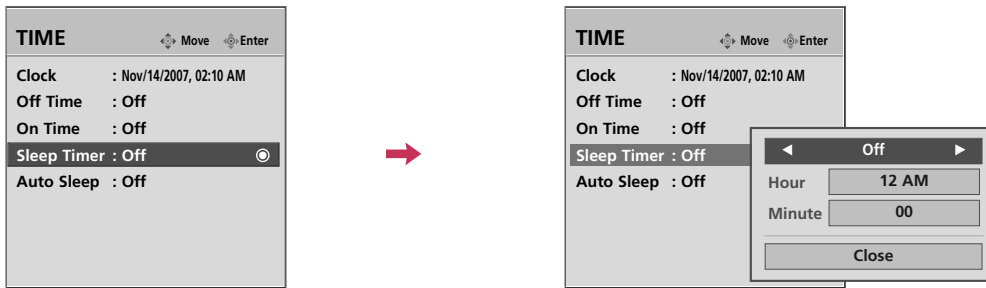 TIME Move Enter
Clock : Nov/14/2007, 02:10 AM
Off Time : Off
On Time : Off
Sleep Timer : Off
Auto Sleep : Off
TIME Move Enter
Clock : Nov/14/2007, 02:10 AM
Off Time : Off
On Time : Off
Sleep Timer : Off
Auto Sleep : Off
◀ Off ▶
Hour 12 AM
Minute 00
Close